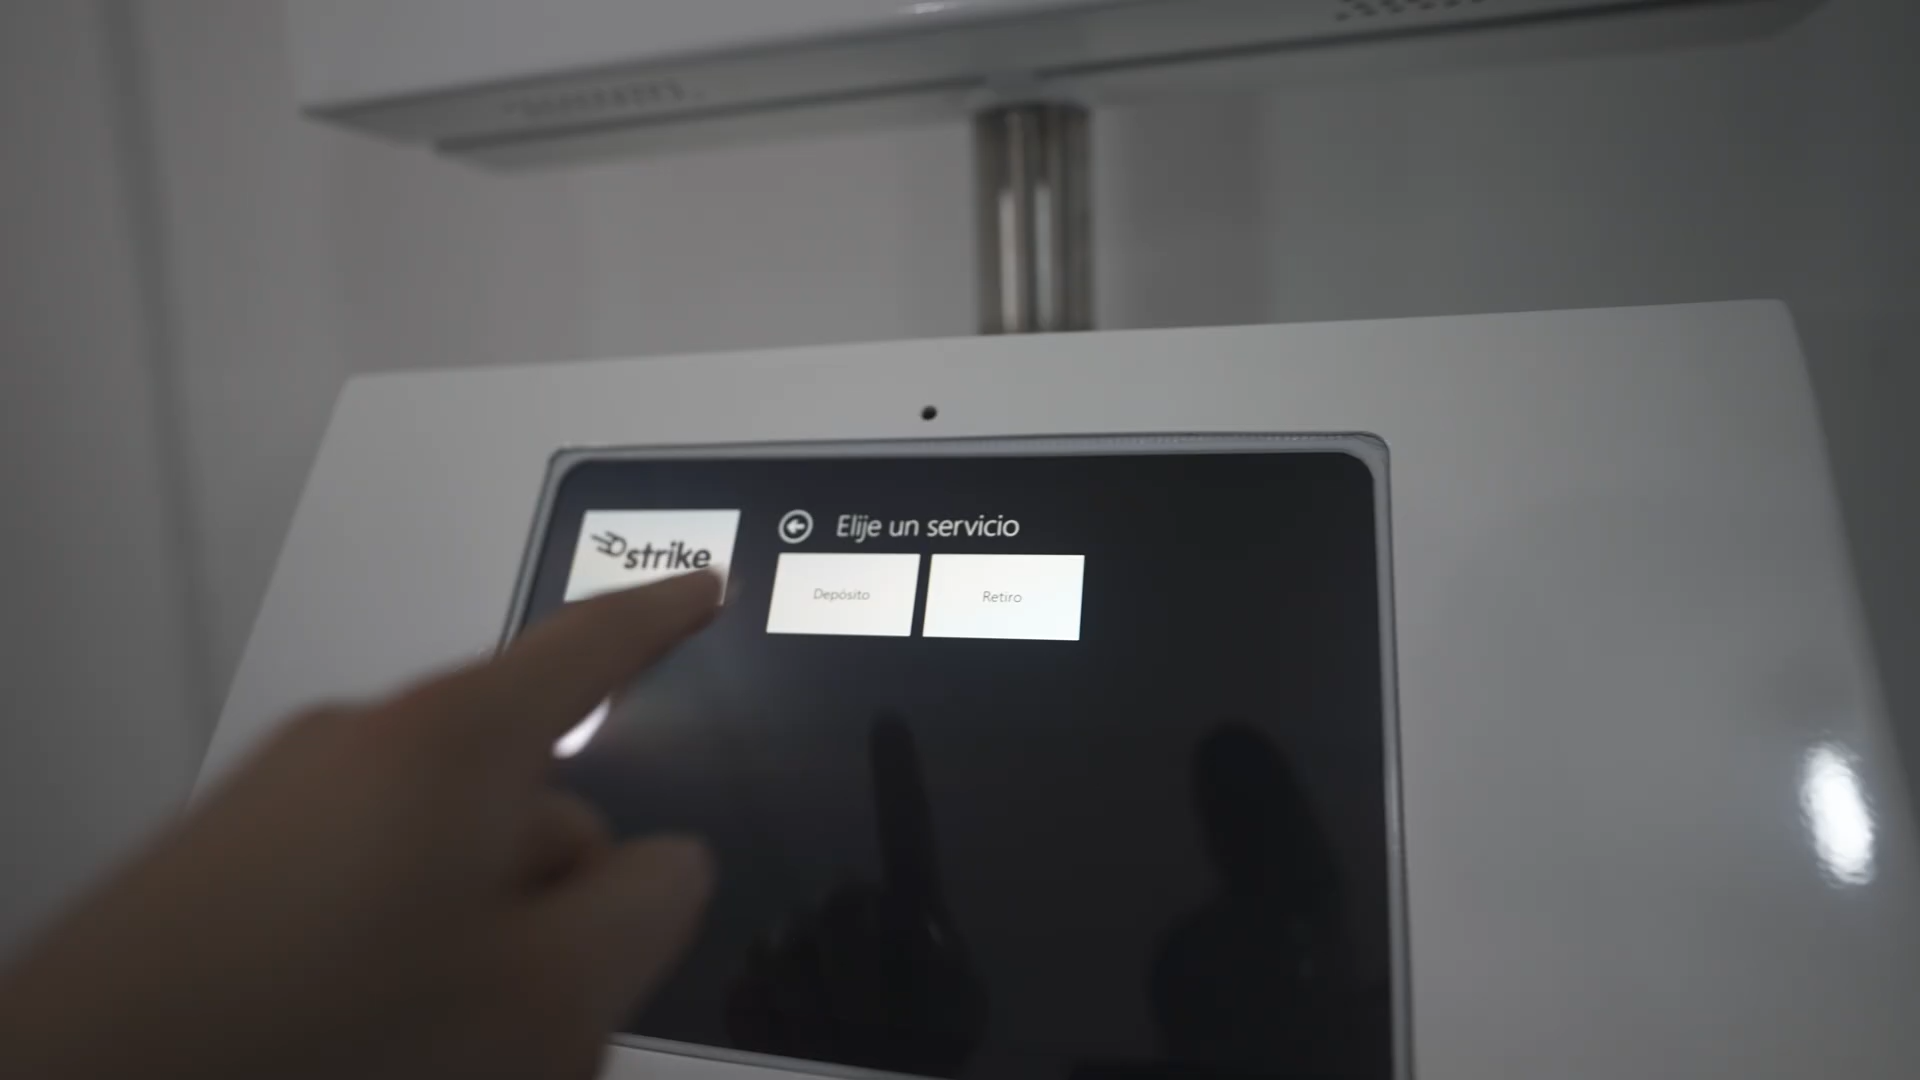 strike
Elije un servicio
Depósito
Retiro